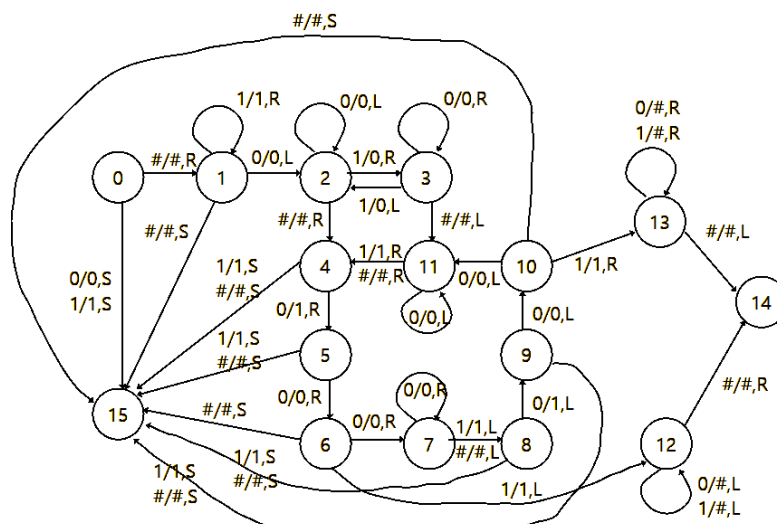 #/#,S
1/1,R
0/0,L
0/0,R
0/#,R
1/#,R
0
#/#,R
1
0/0,L
2
1/0,R
3
1/0,L
13
#/#,S
#/#,R
#/#,L
#/#,L
0/0,S
1/1,S
1/1,S
#/#,S
4
1/1,R
#/#,R
11
0/0,L
10
1/1,R
14
0/1,R
0/0,L
0/0,L
1/1,S
#/#,S
5
9
#/#,R
15
0/0,R
0/0,R
0/1,L
#/#,S
6
0/0,R
7
1/1,L
#/#,L
8
12
1/1,S
#/#,S
1/1,S
#/#,S
1/1,L
0/#,L
1/#,L